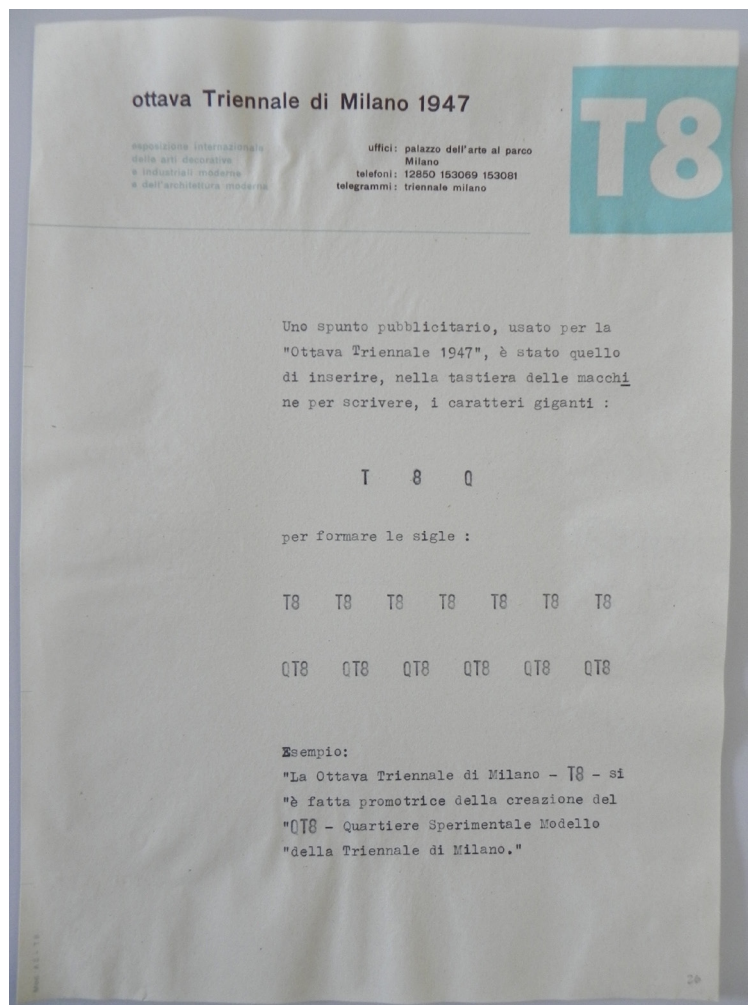 ottava Triennale di Milano 1947
T8
esposizione internazionale
delle arti decorative
e industriali moderne
e dell'architettura moderna
uffici: palazzo dell'arte al parco
Milano
telefoni: 12850 153069 153081
telegrammi: triennale milano
Uno spunto pubblicitario, usato per la
"Ottava Triennale 1947", è stato quello
di inserire, nella tastiera delle macchi
ne per scrivere, i caratteri giganti :
T 8 Q
per formare le sigle :
T8 T8 T8 T8 T8 T8 T8
QT8 QT8 QT8 QT8 QT8 QT8
Esempio:
"La Ottava Triennale di Milano - T8 - si
"è fatta promotrice della creazione del
"QT8 - Quartiere Sperimentale Modello
"della Triennale di Milano."
26